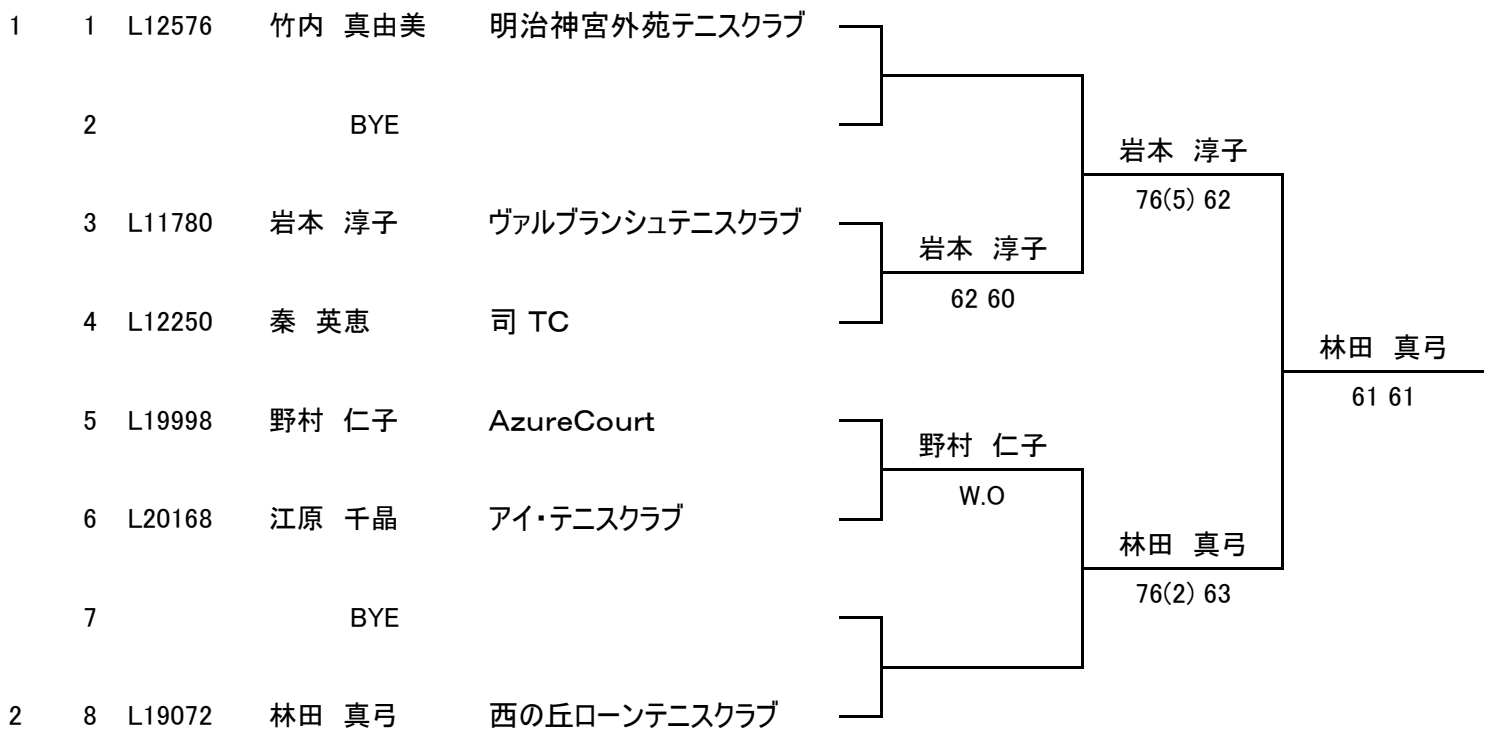 1 1 L12576 竹内 真由美 明治神宮外苑テニスクラブ
2 BYE
岩本 淳子
76(5) 62
3 L11780 岩本 淳子 ヴァルブランシュテニスクラブ
岩本 淳子
62 60
4 L12250 秦 英恵 司 TC
林田 真弓
61 61
5 L19998 野村 仁子 AzureCourt
野村 仁子
W.O
6 L20168 江原 千晶 アイ・テニスクラブ
林田 真弓
76(2) 63
7 BYE
2 8 L19072 林田 真弓 西の丘ローンテニスクラブ